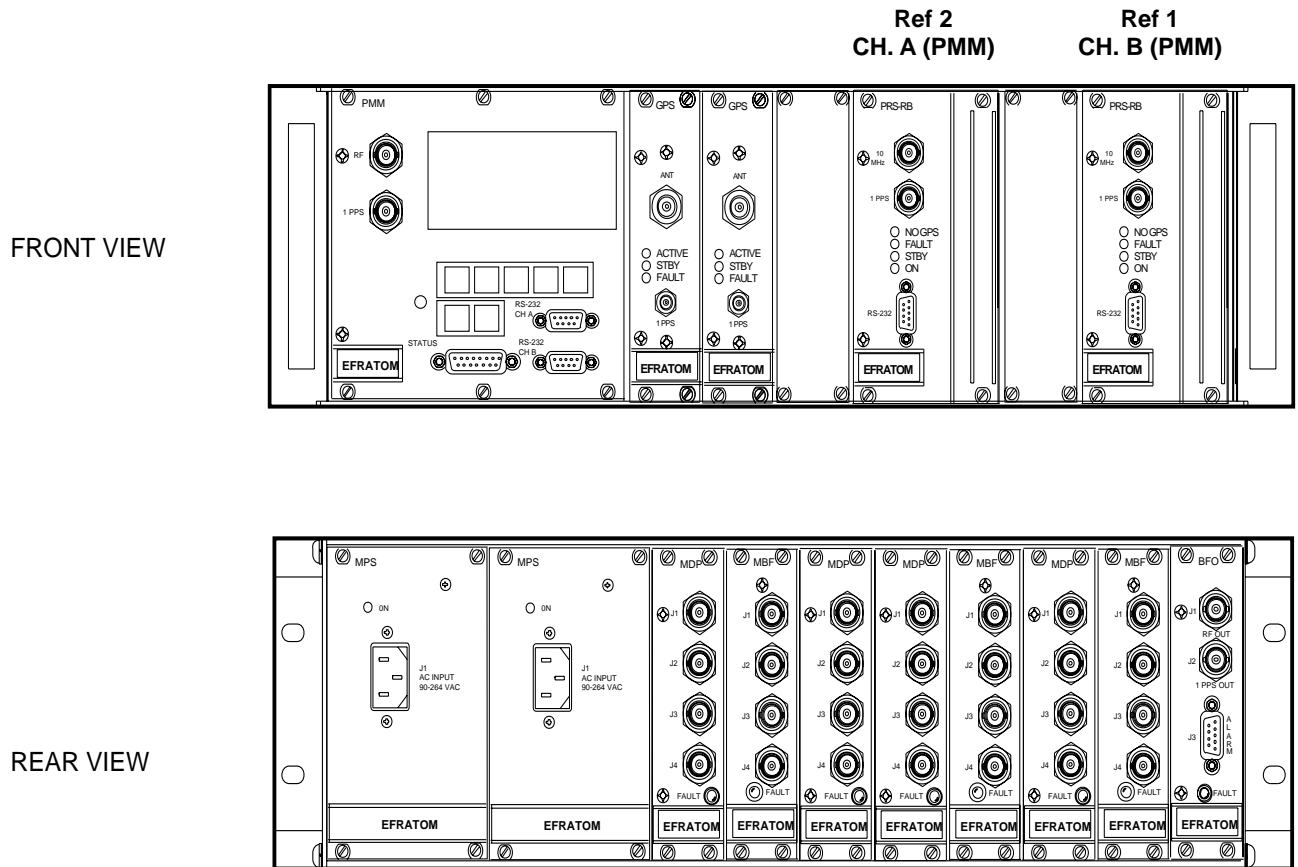 Ref 2
CH. A (PMM)
Ref 1
CH. B (PMM)
FRONT VIEW
PMM
RF
1 PPS
RS-232
CH A
RS-232
CH B
STATUS
EFRATOM
GPS
ANT
ACTIVE
STBY
FAULT
1 PPS
EFRATOM
GPS
ANT
ACTIVE
STBY
FAULT
1 PPS
EFRATOM
PRS-RB
10
MHz
1 PPS
NO GPS
FAULT
STBY
ON
RS-232
EFRATOM
PRS-RB
10
MHz
1 PPS
NO GPS
FAULT
STBY
ON
RS-232
EFRATOM
REAR VIEW
MPS
0N
J1
AC INPUT
90-264 VAC
EFRATOM
MPS
0N
J1
AC INPUT
90-264 VAC
EFRATOM
MDP
J1
J2
J3
J4
FAULT
EFRATOM
MBF
J1
J2
J3
J4
FAULT
EFRATOM
MDP
J1
J2
J3
J4
FAULT
EFRATOM
MDP
J1
J2
J3
J4
FAULT
EFRATOM
MBF
J1
J2
J3
J4
FAULT
EFRATOM
MDP
J1
J2
J3
J4
FAULT
EFRATOM
MBF
J1
J2
J3
J4
FAULT
EFRATOM
BFO
J1
RF OUT
J2
1 PPS OUT
J3
ALARM
FAULT
EFRATOM